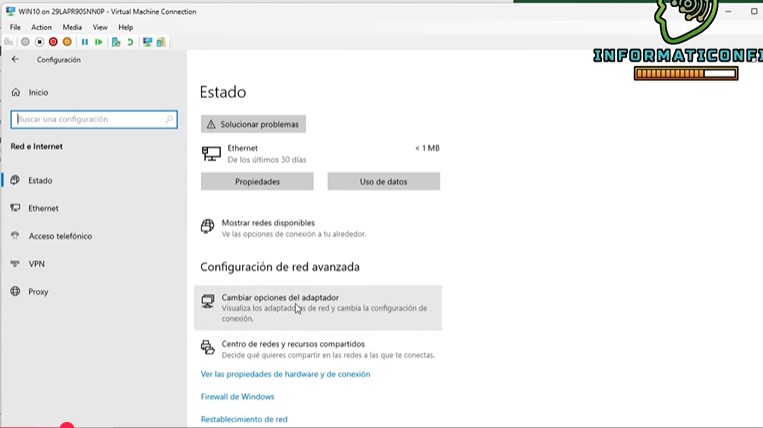 WIN10 on 29LAPR90SNN0P - Virtual Machine Connection
File Action Media View Help
INFORMATICONFI
Configuración
Inicio
Buscar una configuración
Red e Internet
Estado
Ethernet
Acceso telefónico
VPN
Proxy
Estado
Solucionar problemas
Ethernet < 1 MB
De los últimos 30 días
Propiedades Uso de datos
Mostrar redes disponibles
Ve las opciones de conexión a tu alrededor.
Configuración de red avanzada
Cambiar opciones del adaptador
Visualiza los adaptadores de red y cambia la configuración de
conexión.
Centro de redes y recursos compartidos
Decide qué quieres compartir en las redes a las que te conectas.
Ver las propiedades de hardware y de conexión
Firewall de Windows
Restablecimiento de red